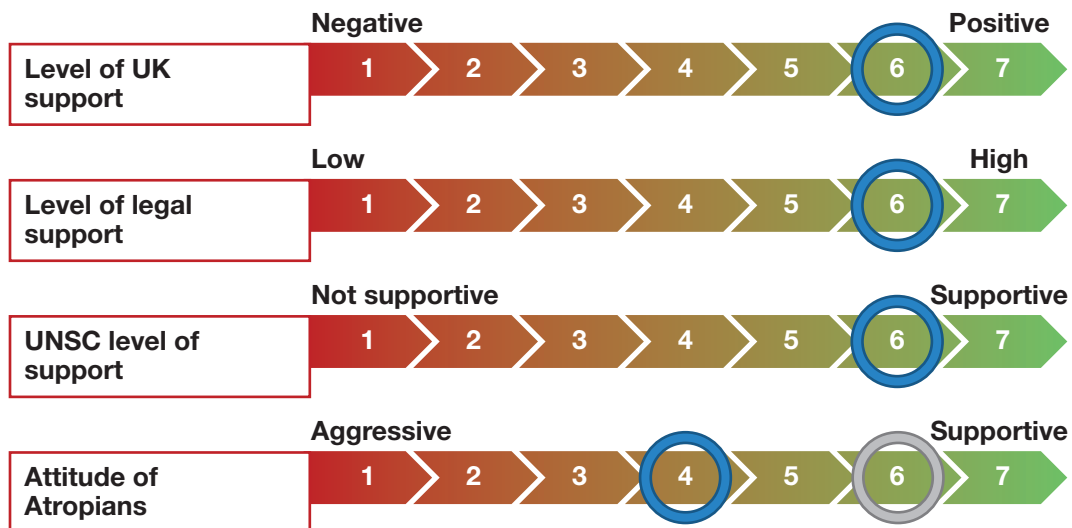 Negative Positive
Level of UK
support
1 2 3 4 5 6 7
Low High
Level of legal
support
1 2 3 4 5 6 7
Not supportive Supportive
UNSC level of
support
1 2 3 4 5 6 7
Aggressive Supportive
Attitude of
Atropians
1 2 3 4 5 6 7